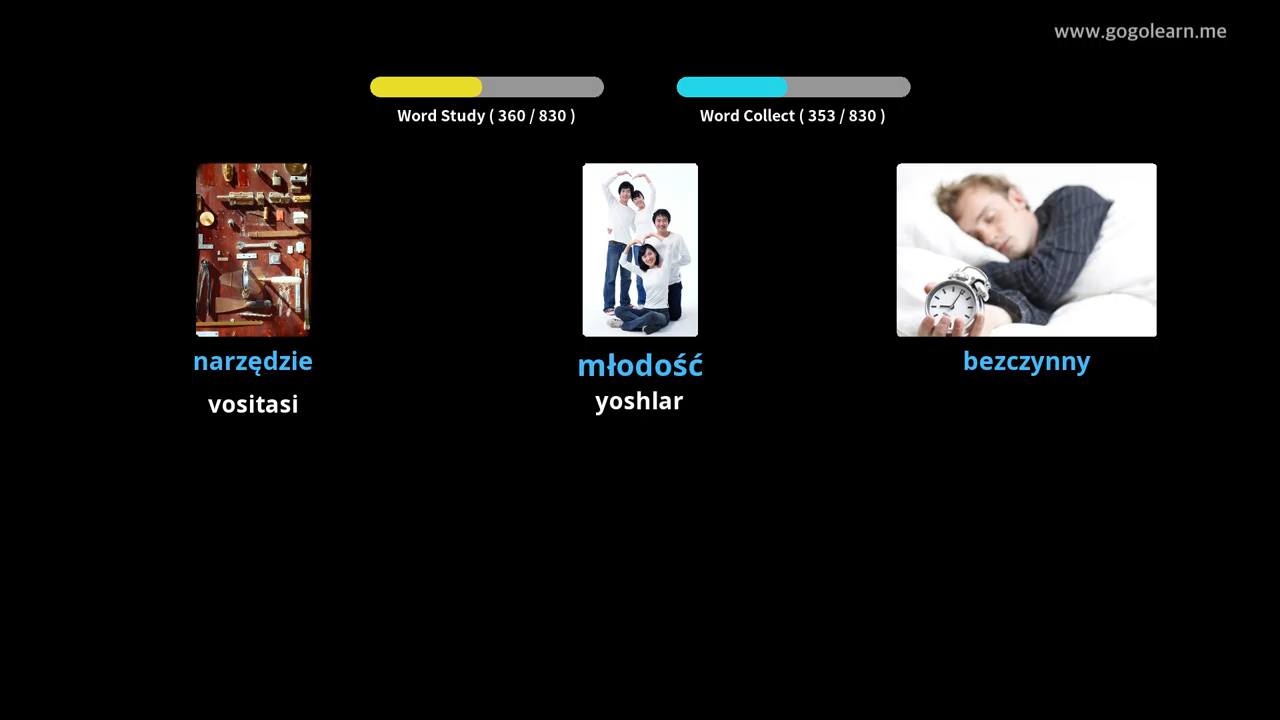 www.gogolearn.me
Word Study ( 360 / 830 )
Word Collect ( 353 / 830 )
narzędzie
młodość
bezczynny
vositasi
yoshlar